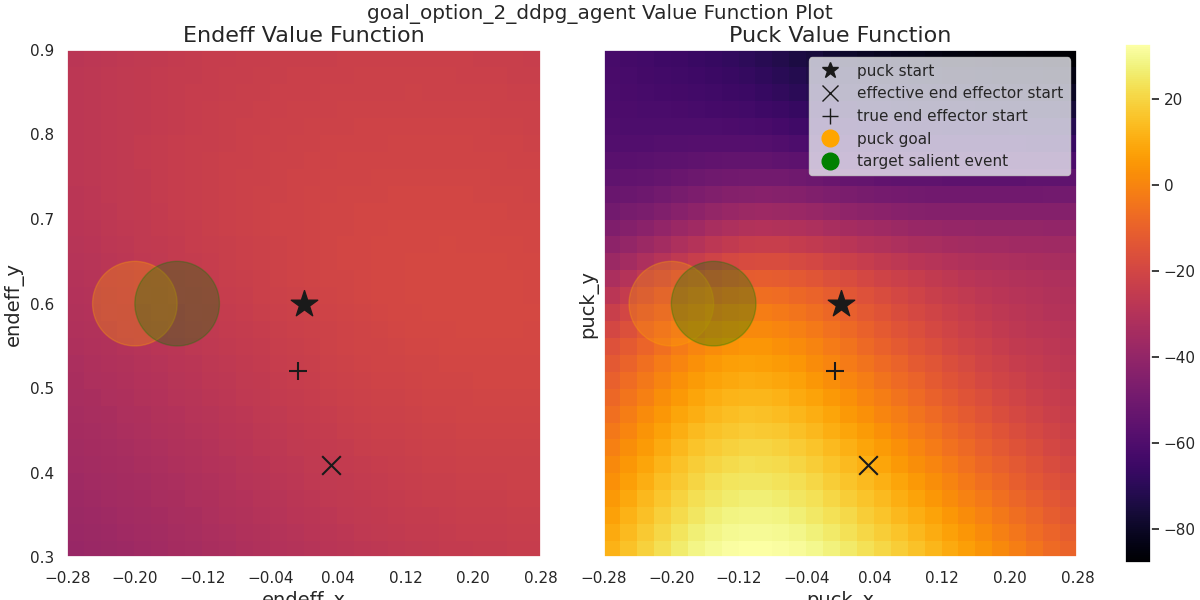 goal_option_2_ddpg_agent Value Function Plot
Endeff Value Function
0.9
0.8
0.7
0.6
0.5
0.4
0.3
endeff_y
−0.28 −0.20 −0.12 −0.04 0.04 0.12 0.20 0.28
endeff_x
Puck Value Function
puck start
effective end effector start
true end effector start
puck goal
target salient event
puck_y
−0.28 −0.20 −0.12 −0.04 0.04 0.12 0.20 0.28
puck_x
20
0
−20
−40
−60
−80